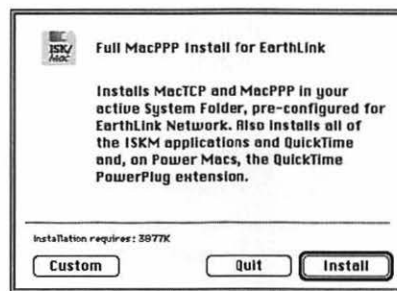 ISK/
Mac
Full MacPPP Install for EarthLink
Installs MacTCP and MacPPP in your
active System Folder, pre-configured for
EarthLink Network. Also installs all of
the ISKM applications and QuickTime
and, on Power Macs, the QuickTime
PowerPlug extension.
Installation requires: 3877K
Custom
Quit
Install